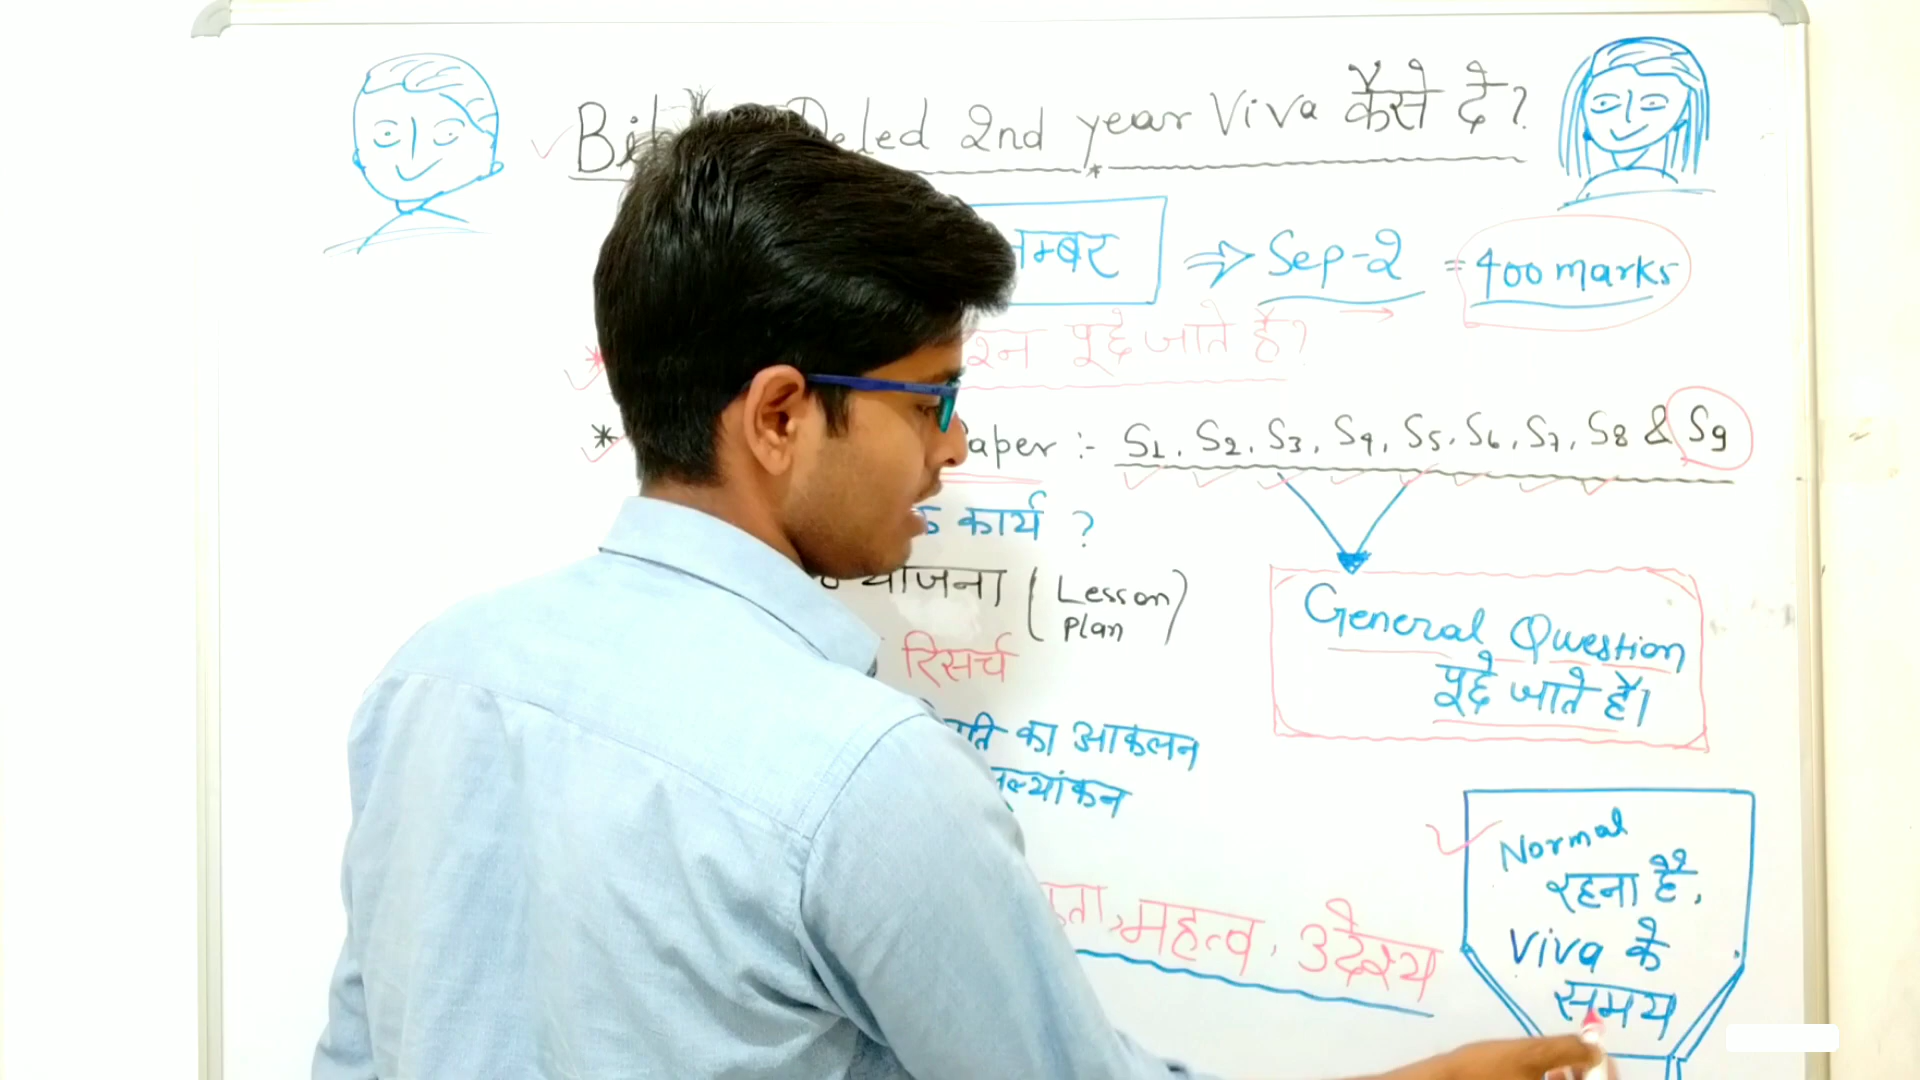 Deled 2nd year Viva कैसे दे?
नम्बर ⇒ Sep-2 = 400 marks
पूछे जाते है?
* Paper :- S1, S2, S3, S4, S5, S6, S7, S8 & S9
कार्य ?
योजना (Lesson Plan)
रिसर्च
General Question
पूछे जाते हैं।
का आकलन
मूल्यांकन
महत्व, उदेश्य
Normal
रहना है,
Viva के
समय